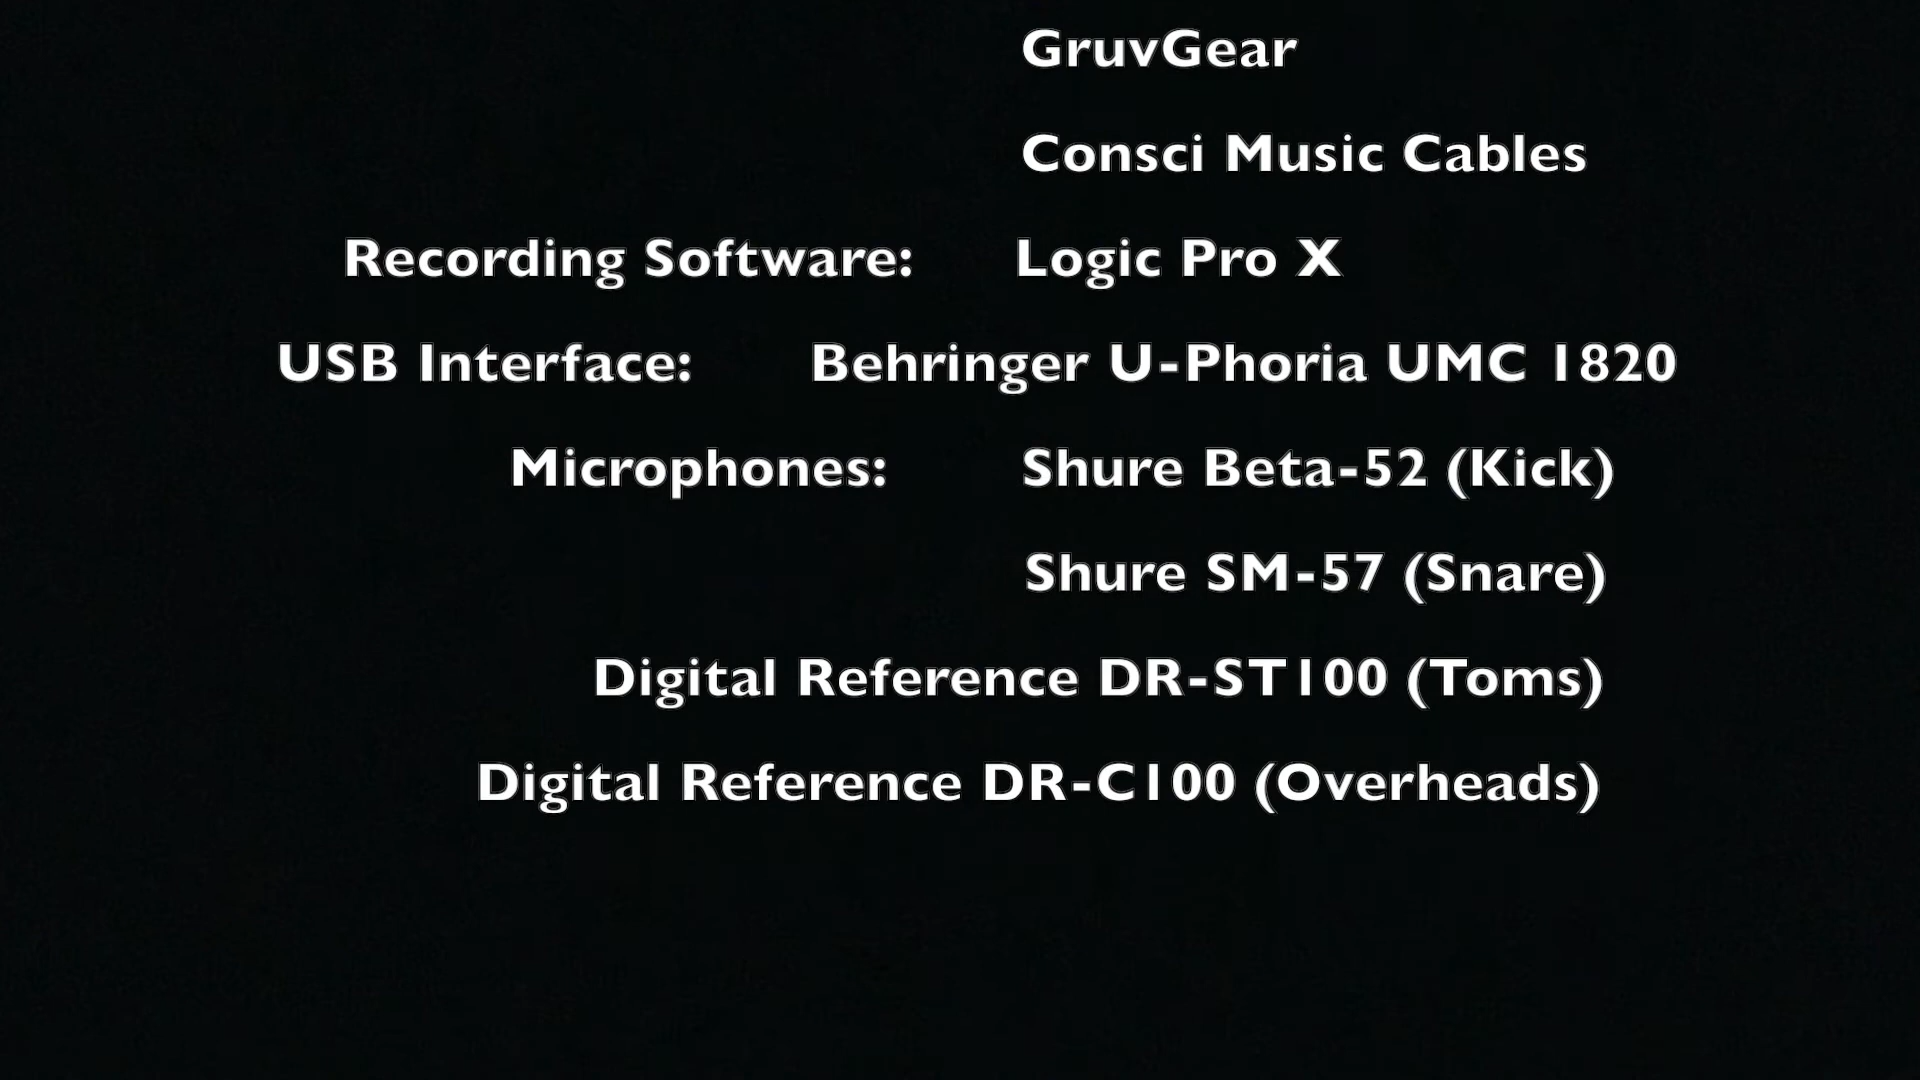 GruvGear
Consci Music Cables
Recording Software: Logic Pro X
USB Interface: Behringer U-Phoria UMC 1820
Microphones: Shure Beta-52 (Kick)
Shure SM-57 (Snare)
Digital Reference DR-ST100 (Toms)
Digital Reference DR-C100 (Overheads)